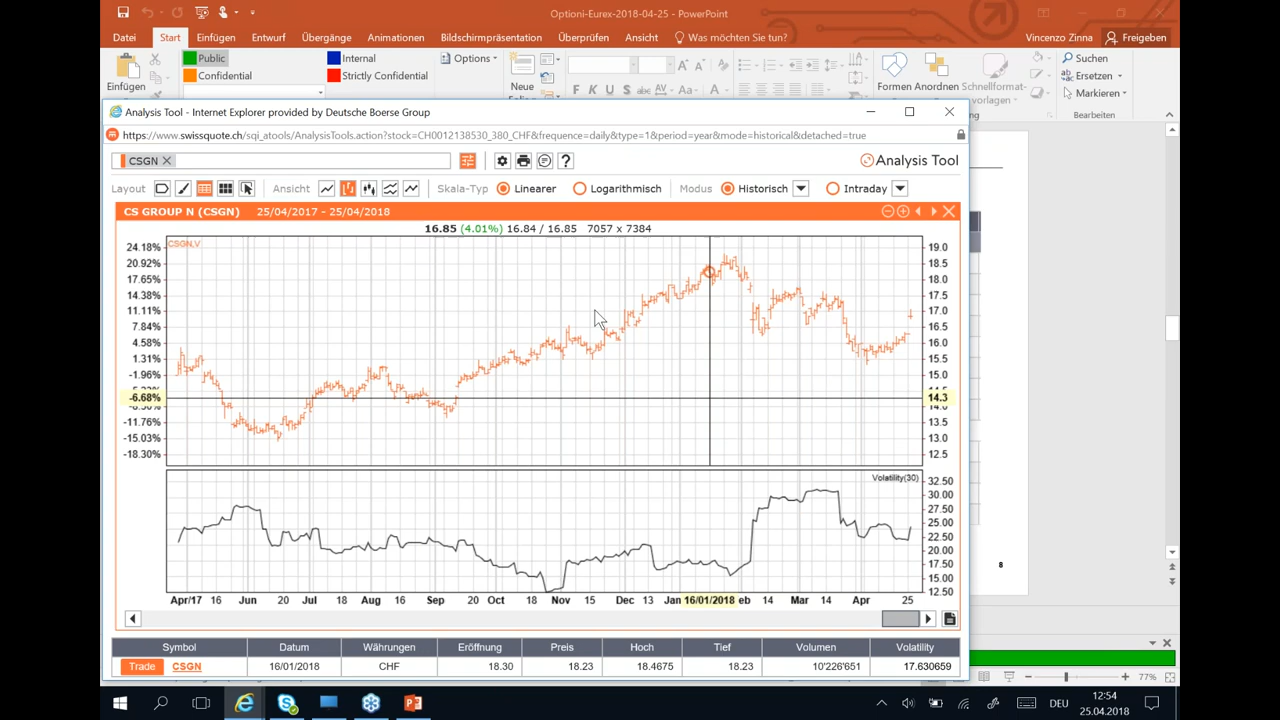 Optioni-Eurex-2018-04-25 - PowerPoint
Datei Start Einfügen Entwurf Übergänge Animationen Bildschirmpräsentation Überprüfen Ansicht Was möchten Sie tun? Vincenzo Zinna Freigeben
Public Internal Optionen Suchen
Confidential Strictly Confidential Ersetzen
Einfügen Neue Formen Anordnen Schnellformat-
vorlagen Markieren
F K U S abc AV Aa A
Analysis Tool - Internet Explorer provided by Deutsche Boerse Group
https://www.swissquote.ch/sqi_atools/AnalysisTools.action?stock=CH0012138530_380_CHF&frequence=daily&type=1&period=year&mode=historical&detached=true
CSGN Analysis Tool
Layout Ansicht Skala-Typ Linearer Logarithmisch Modus Historisch Intraday
CS GROUP N (CSGN) 25/04/2017 - 25/04/2018
16.85 (4.01%) 16.84 / 16.85 7057 x 7384
CSGN,V
24.18% 19.0
20.92% 18.5
17.65% 18.0
14.38% 17.5
11.11% 17.0
7.84% 16.5
4.58% 16.0
1.31% 15.5
-1.96% 15.0
-6.68% 14.3
14.0
-11.76% 13.5
-15.03% 13.0
-18.30% 12.5
Volatility(30)
32.50
30.00
27.50
25.00
22.50
20.00
17.50
15.00
12.50
Apr/17 16 Jun 20 Jul 18 Aug 16 Sep 20 Oct 18 Nov 15 Dec 13 Jan 16/01/2018 eb 14 Mar 14 Apr 25
Symbol Datum Währungen Eröffnung Preis Hoch Tief Volumen Volatility
Trade CSGN 16/01/2018 CHF 18.30 18.23 18.4675 18.23 10'226'651 17.630659
8
77%
DEU
12:54
25.04.2018